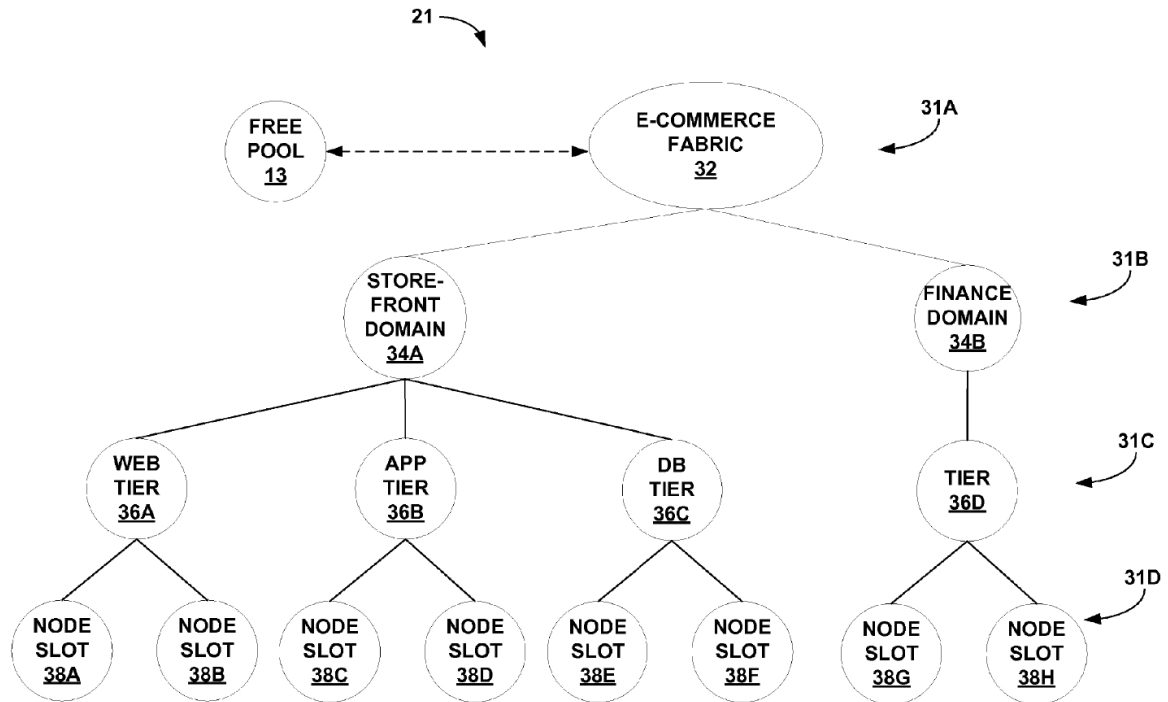 21
FREE
POOL
13
E-COMMERCE
FABRIC
32
31A
STORE-
FRONT
DOMAIN
34A
FINANCE
DOMAIN
34B
31B
WEB
TIER
36A
APP
TIER
36B
DB
TIER
36C
TIER
36D
31C
NODE
SLOT
38A
NODE
SLOT
38B
NODE
SLOT
38C
NODE
SLOT
38D
NODE
SLOT
38E
NODE
SLOT
38F
NODE
SLOT
38G
NODE
SLOT
38H
31D